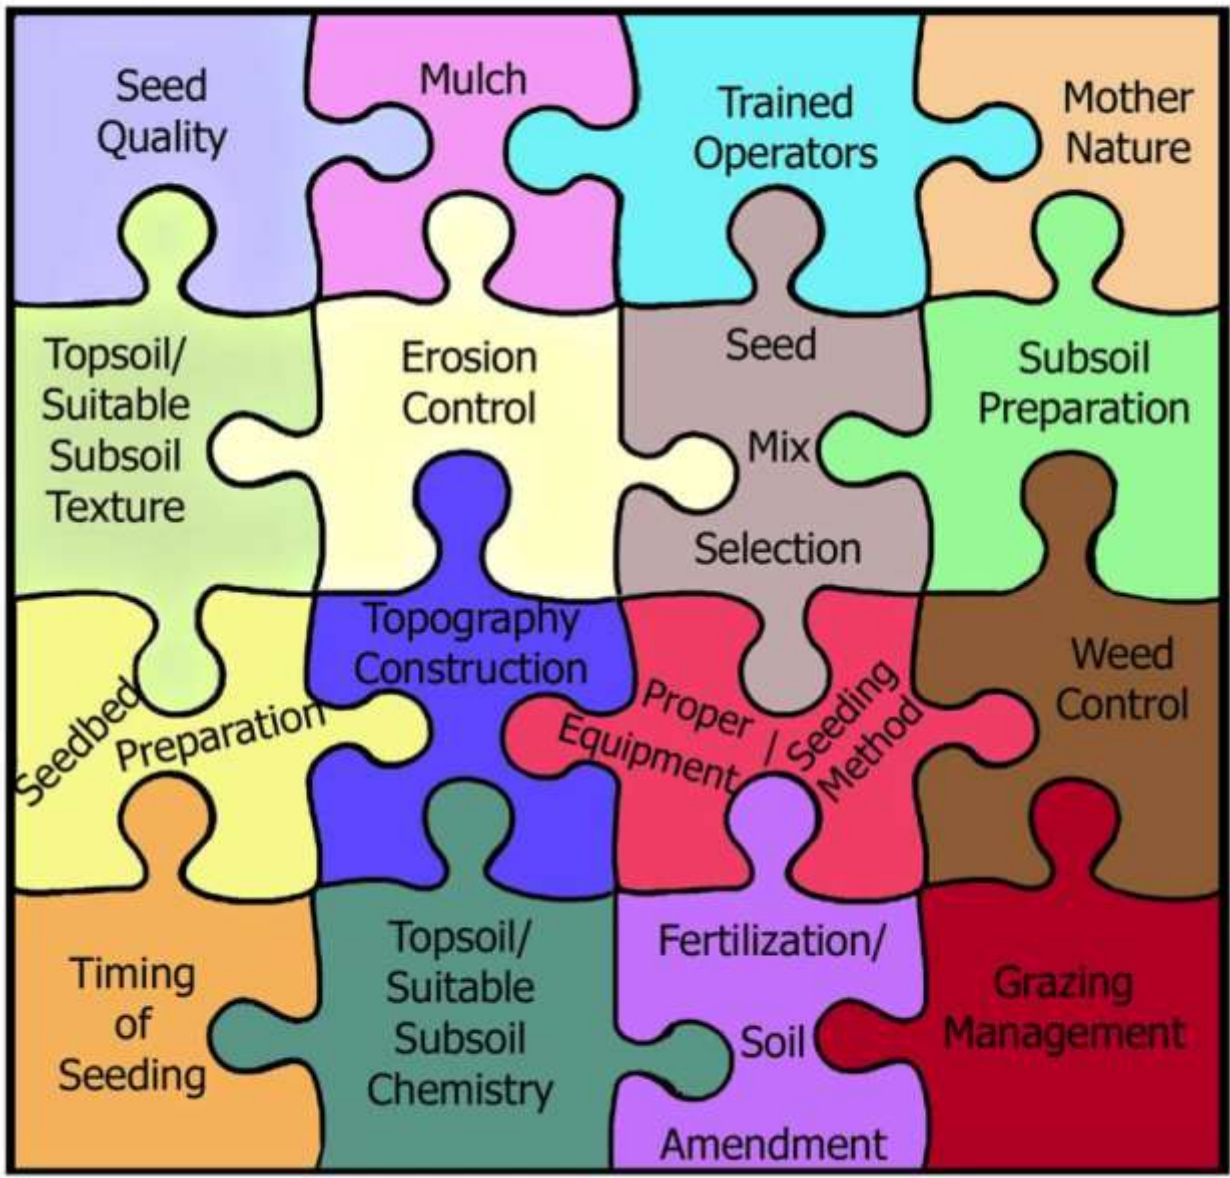 Seed
Quality
Mulch
Trained
Operators
Mother
Nature
Topsoil/
Suitable
Subsoil
Texture
Erosion
Control
Seed
Mix
Selection
Subsoil
Preparation
Seedbed
Preparation
Topography
Construction
Proper
Equipment
/
Seeding
Method
Weed
Control
Timing
of
Seeding
Topsoil/
Suitable
Subsoil
Chemistry
Fertilization/
Soil
Amendment
Grazing
Management